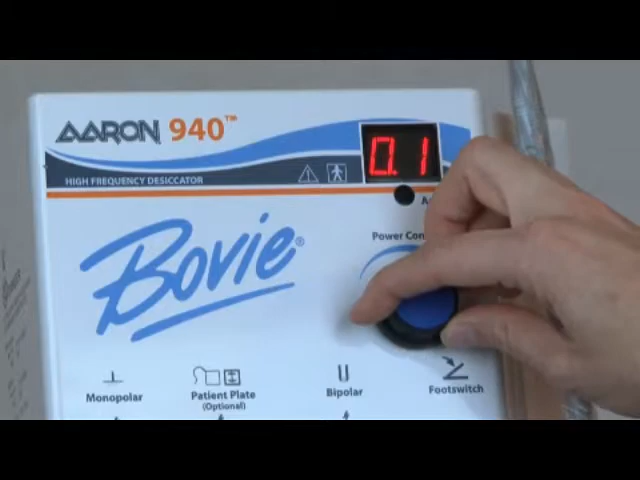 AARON 940™
0.1
HIGH FREQUENCY DESICCATOR
Bovie®
Power Con
Monopolar
Patient Plate
(Optional)
Bipolar
Footswitch